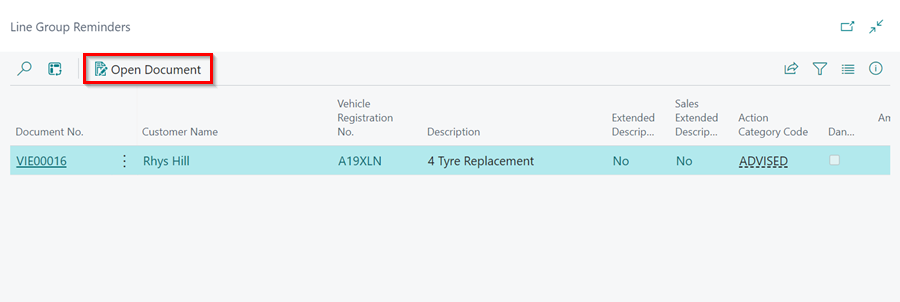 Line Group Reminders
Open Document
Document No.
Customer Name
Vehicle
Registration
No.
Description
Extended
Descrip...
Sales
Extended
Descrip...
Action
Category Code
Dan...
Am
VIE00016
Rhys Hill
A19XLN
4 Tyre Replacement
No
No
ADVISED